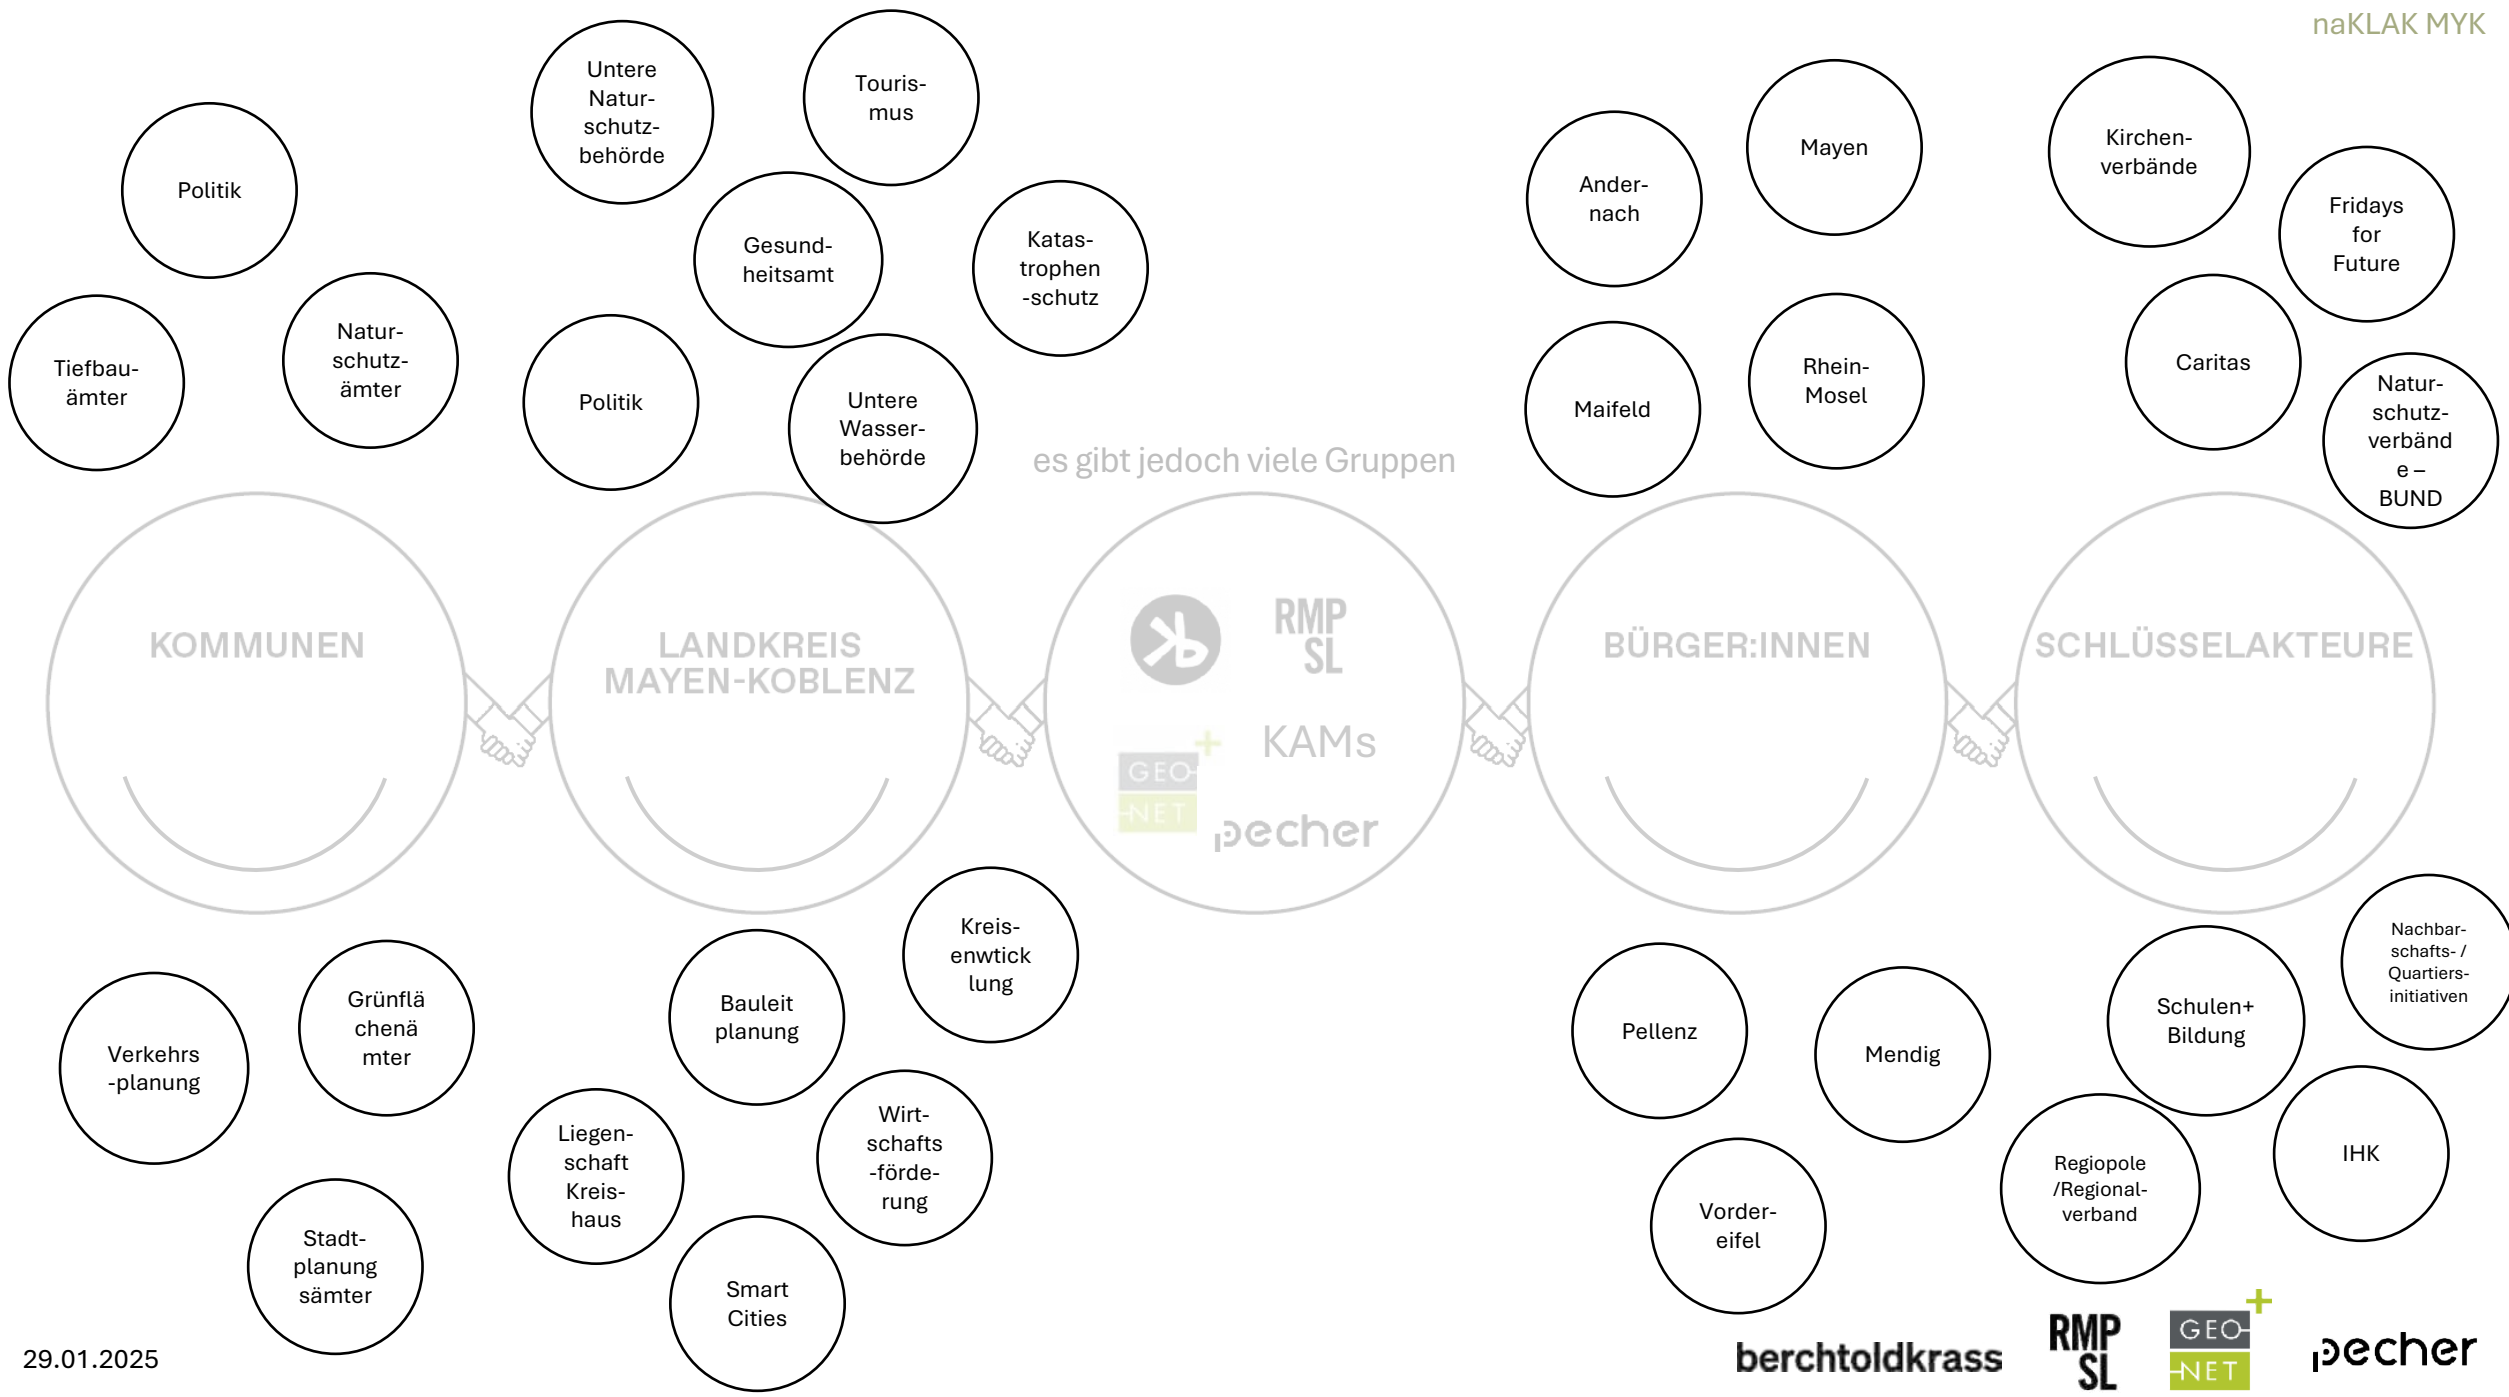 naKLAK MYK
Politik
Tiefbau-
ämter
Natur-
schutz-
ämter
Untere
Natur-
schutz-
behörde
Touris-
mus
Gesund-
heitsamt
Katas-
trophen
-schutz
Politik
Untere
Wasser-
behörde
Ander-
nach
Mayen
Maifeld
Rhein-
Mosel
Kirchen-
verbände
Fridays
for
Future
Caritas
Natur-
schutz-
verbänd
e –
BUND
es gibt jedoch viele Gruppen
KOMMUNEN
LANDKREIS
MAYEN-KOBLENZ
RMP
SL
KAMs
GEO-
-NET
pecher
BÜRGER:INNEN
SCHLÜSSELAKTEURE
Verkehrs
-planung
Grünflä
chenä
mter
Stadt-
planung
sämter
Kreis-
enwtick
lung
Bauleit
planung
Liegen-
schaft
Kreis-
haus
Wirt-
schafts
-förde-
rung
Smart
Cities
Pellenz
Mendig
Vorder-
eifel
Nachbar-
schafts- /
Quartiers-
initiativen
Schulen+
Bildung
Regiopole
/Regional-
verband
IHK
29.01.2025
berchtoldkrass
RMP
SL
GEO-
-NET
pecher